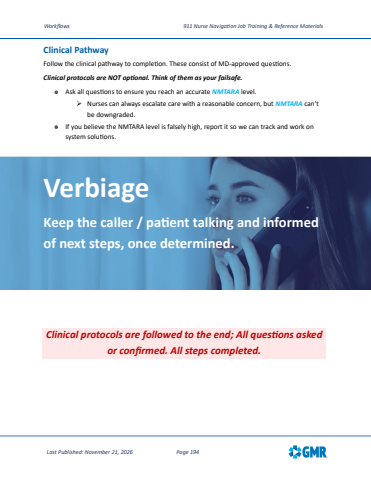 Workflows 911 Nurse Navigation Job Training & Reference Materials
Clinical Pathway
Follow the clinical pathway to completion. These consist of MD-approved questions.
Clinical protocols are NOT optional. Think of them as your failsafe.
● Ask all questions to ensure you reach an accurate NMTARA level.
➢ Nurses can always escalate care with a reasonable concern, but NMTARA can't
be downgraded.
● If you believe the NMTARA level is falsely high, report it so we can track and work on
system solutions.
Verbiage
Keep the caller / patient talking and informed
of next steps, once determined.
Clinical protocols are followed to the end; All questions asked
or confirmed. All steps completed.
Last Published: November 21, 2026 Page 194 GMR